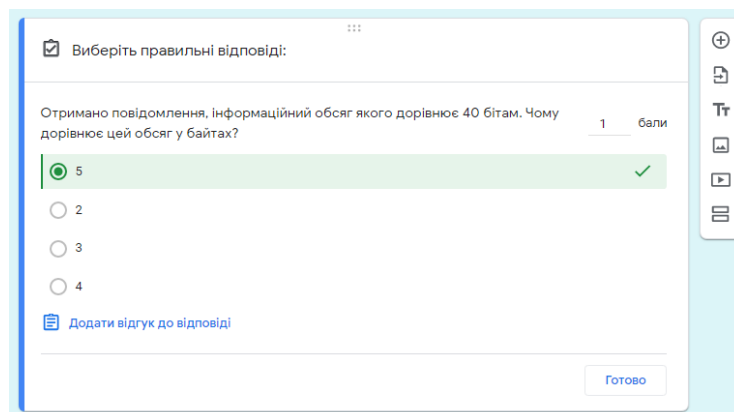 Виберіть правильні відповіді:
Отримано повідомлення, інформаційний обсяг якого дорівнює 40 бітам. Чому
дорівнює цей обсяг у байтах?
1 бали
5
2
3
4
Додати відгук до відповіді
Готово
Тт